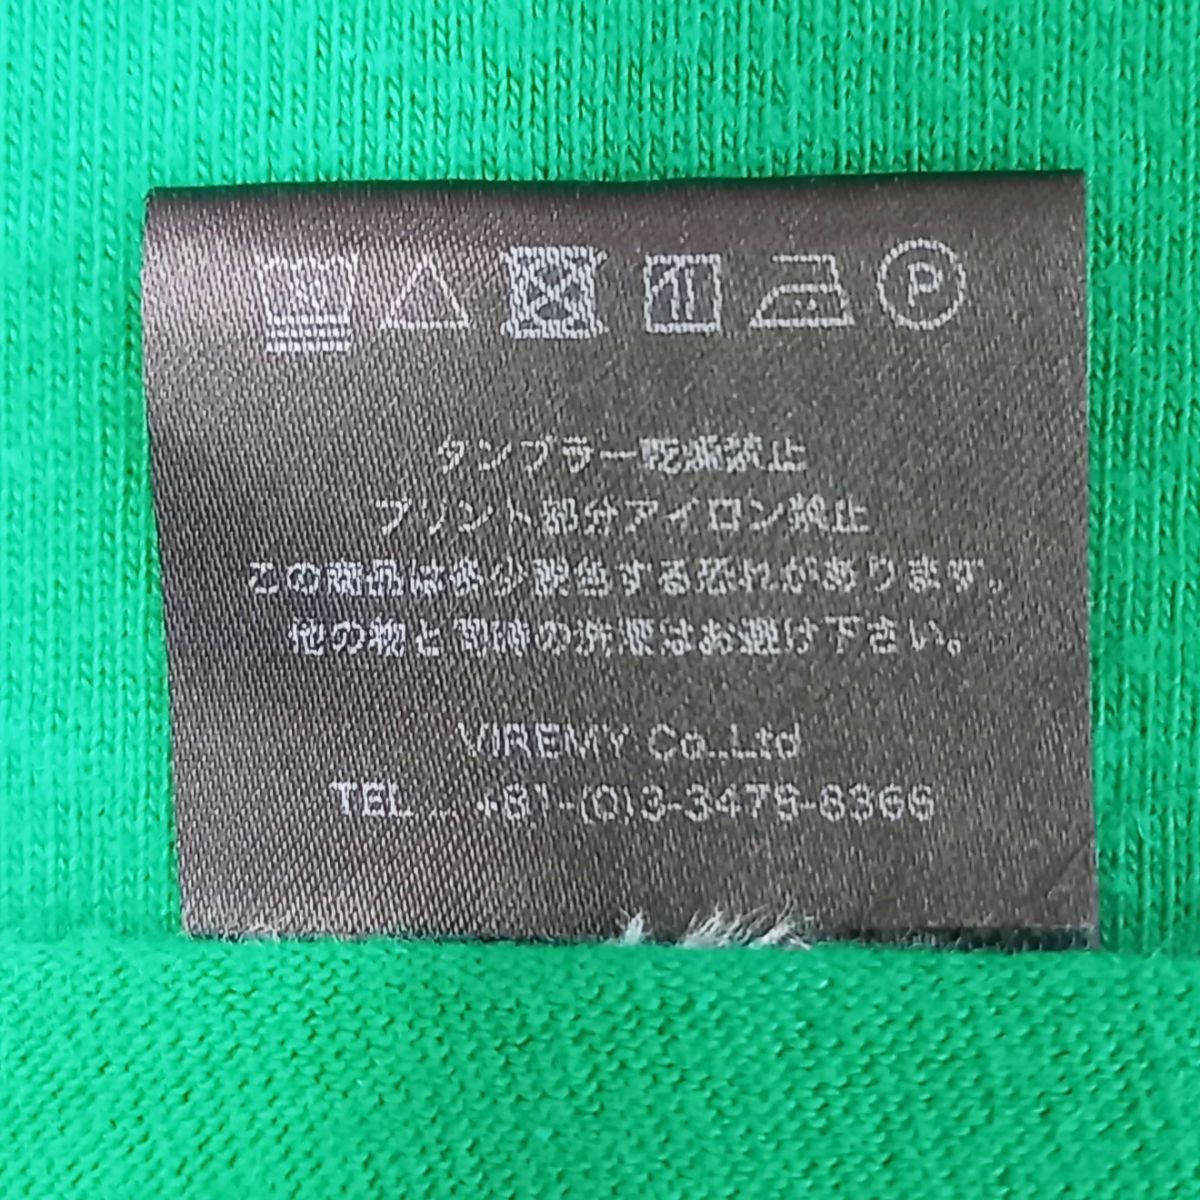 P
タンブラー乾燥禁止
プリント部分アイロン禁止
この商品は多少脱色する恐れがあります。
他の物と同時の洗濯はお避け下さい。
VIREMY Co.,Ltd
TEL +81-(0)3-3475-6366